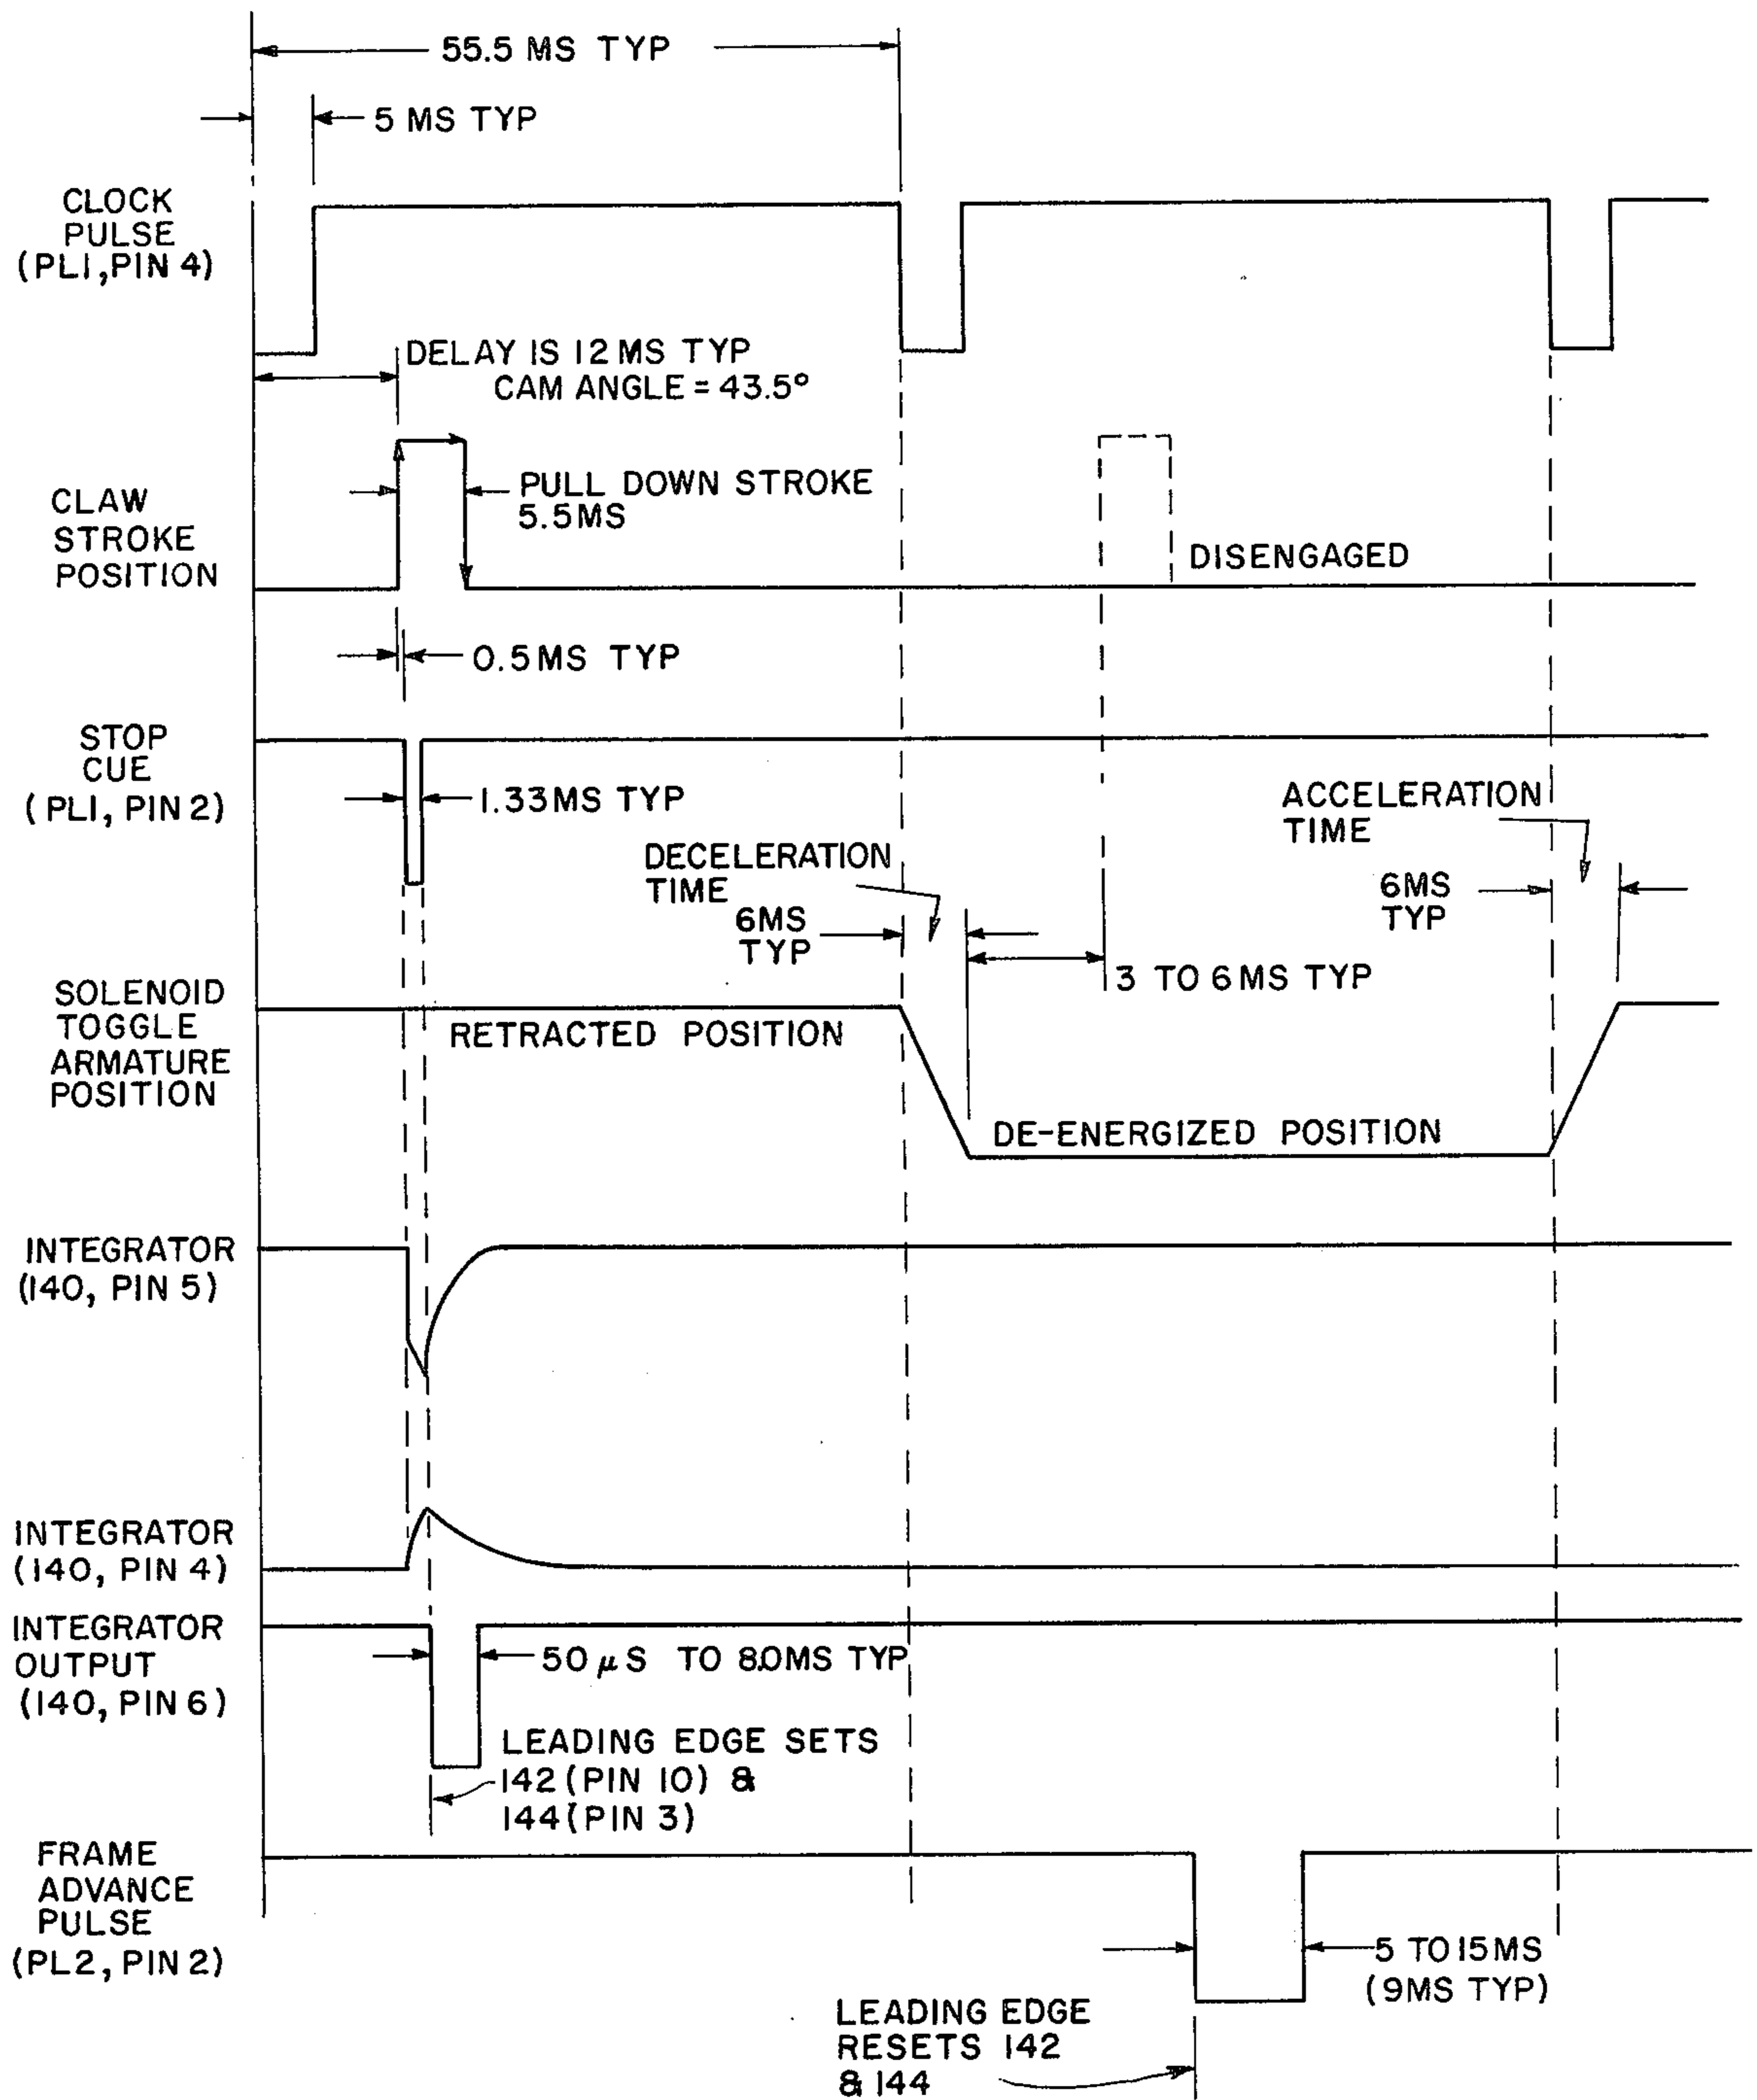 55.5 MS TYP
5 MS TYP
CLOCK
PULSE
(PL1, PIN 4)
DELAY IS 12 MS TYP
CAM ANGLE = 43.5°
CLAW
STROKE
POSITION
PULL DOWN STROKE
5.5MS
DISENGAGED
0.5MS TYP
STOP
CUE
(PL1, PIN 2)
1.33MS TYP
DECELERATION
TIME
6MS
TYP
ACCELERATION
TIME
6MS
TYP
3 TO 6MS TYP
SOLENOID
TOGGLE
ARMATURE
POSITION
RETRACTED POSITION
DE-ENERGIZED POSITION
INTEGRATOR
(140, PIN 5)
INTEGRATOR
(140, PIN 4)
INTEGRATOR
OUTPUT
(140, PIN 6)
50 μS TO 8.0MS TYP
LEADING EDGE SETS
142 (PIN 10) &
144 (PIN 3)
FRAME
ADVANCE
PULSE
(PL2, PIN 2)
5 TO 15MS
(9MS TYP)
LEADING EDGE
RESETS 142
& 144